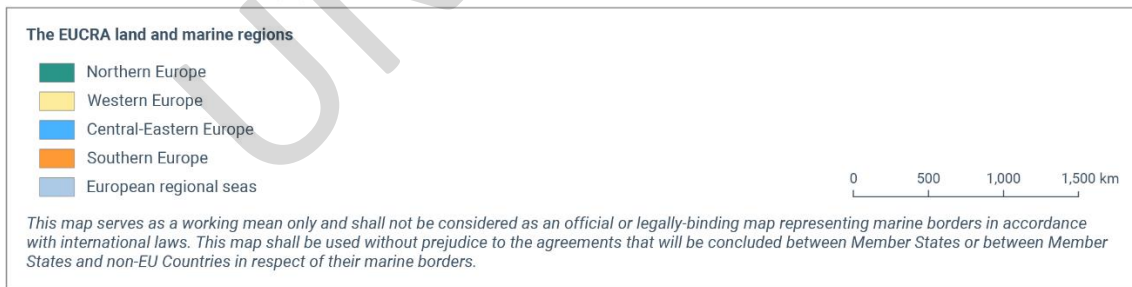 The EUCRA land and marine regions
Northern Europe
Western Europe
Central-Eastern Europe
Southern Europe
European regional seas
0 500 1,000 1,500 km
This map serves as a working mean only and shall not be considered as an official or legally-binding map representing marine borders in accordance
with international laws. This map shall be used without prejudice to the agreements that will be concluded between Member States or between Member
States and non-EU Countries in respect of their marine borders.